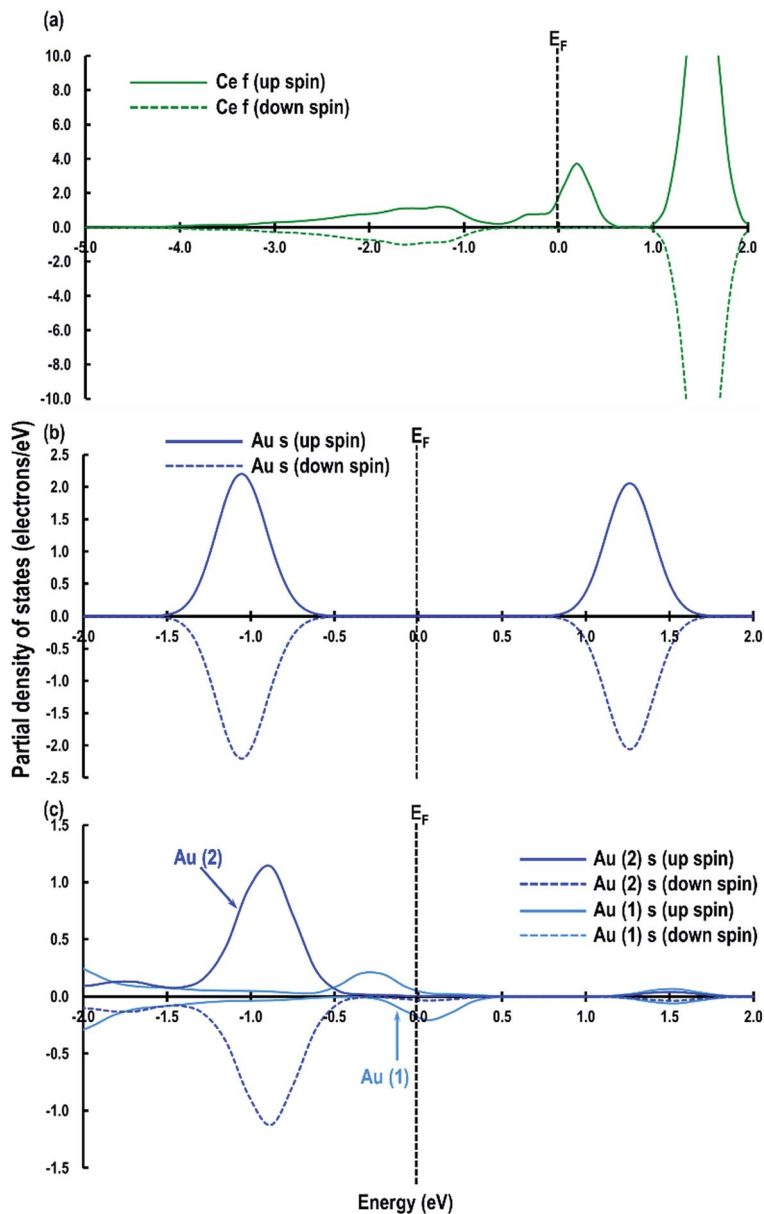 (a)
E_F
10.0
8.0
6.0
4.0
2.0
0.0
-2.0
-4.0
-6.0
-8.0
-10.0
Ce f (up spin)
Ce f (down spin)
-5.0 -4.0 -3.0 -2.0 -1.0 0.0 1.0 2.0
Partial density of states (electrons/eV)
(b)
E_F
2.5
2.0
1.5
1.0
0.5
0.0
-0.5
-1.0
-1.5
-2.0
-2.5
Au s (up spin)
Au s (down spin)
-2.0 -1.5 -1.0 -0.5 0.0 0.5 1.0 1.5 2.0
(c)
E_F
1.5
1.0
0.5
0.0
-0.5
-1.0
-1.5
Au (2)
Au (2) s (up spin)
Au (2) s (down spin)
Au (1) s (up spin)
Au (1) s (down spin)
-2.0 -1.5 -1.0 -0.5 0.0 0.5 1.0 1.5 2.0
Au (1)
Energy (eV)